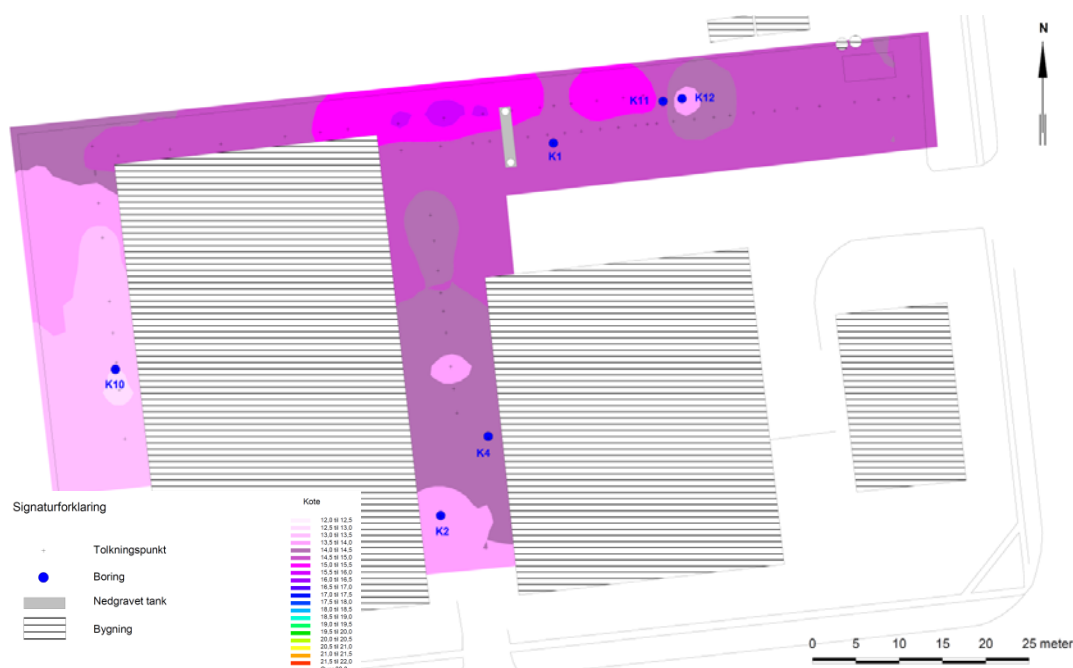 N
K11
K12
K1
K10
K4
K2
Signaturforklaring
Tolkningspunkt
Boring
Nedgravet tank
Bygning
Kote
12,0 til 12,5
12,5 til 13,0
13,0 til 13,5
13,5 til 14,0
14,0 til 14,5
14,5 til 15,0
15,0 til 15,5
15,5 til 16,0
16,0 til 16,5
16,5 til 17,0
17,0 til 17,5
17,5 til 18,0
18,0 til 18,5
18,5 til 19,0
19,0 til 19,5
19,5 til 20,0
20,0 til 20,5
20,5 til 21,0
21,0 til 21,5
21,5 til 22,0
0 5 10 15 20 25 meter